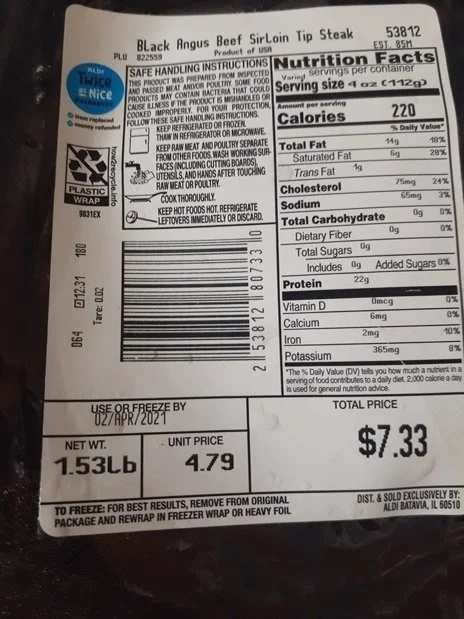 BLack Angus Beef SirLoin Tip Steak
53812
EST. 85M
PLU 822559
Product of USA
ALDI
Twice
as Nice
GUARANTEE
item replaced
money refunded
SAFE HANDLING INSTRUCTIONS
THIS PRODUCT WAS PREPARED FROM INSPECTED
AND PASSED MEAT AND/OR POULTRY. SOME FOOD
PRODUCTS MAY CONTAIN BACTERIA THAT COULD
CAUSE ILLNESS IF THE PRODUCT IS MISHANDLED OR
COOKED IMPROPERLY. FOR YOUR PROTECTION,
FOLLOW THESE SAFE HANDLING INSTRUCTIONS.
KEEP REFRIGERATED OR FROZEN.
THAW IN REFRIGERATOR OR MICROWAVE.
KEEP RAW MEAT AND POULTRY SEPARATE
FROM OTHER FOODS. WASH WORKING SUR-
FACES (INCLUDING CUTTING BOARDS),
UTENSILS, AND HANDS AFTER TOUCHING
RAW MEAT OR POULTRY.
COOK THOROUGHLY.
KEEP HOT FOODS HOT. REFRIGERATE
LEFTOVERS IMMEDIATELY OR DISCARD.
how2recycle.info
PLASTIC
WRAP
9831EX
Nutrition Facts
Varied servings per container
Serving size 4 oz (112g)
Amount per serving
Calories 220
% Daily Value*
Total Fat 14g 18%
Saturated Fat 6g 28%
Trans Fat 1g
Cholesterol 75mg 24%
Sodium 65mg 3%
Total Carbohydrate 0g 0%
Dietary Fiber 0g 0%
Total Sugars 0g
Includes 0g Added Sugars 0%
Protein 22g
Vitamin D 0mcg 0%
Calcium 6mg 0%
Iron 2mg 10%
Potassium 365mg 8%
*The % Daily Value (DV) tells you how much a nutrient in a
serving of food contributes to a daily diet. 2,000 calorie a day
is used for general nutrition advice.
064 12:31 180
Tare: 0.02
2 53812 80733 0
USE OR FREEZE BY
02/APR/2021
NET WT.
1.53Lb
UNIT PRICE
4.79
TOTAL PRICE
$7.33
TO FREEZE: FOR BEST RESULTS, REMOVE FROM ORIGINAL
PACKAGE AND REWRAP IN FREEZER WRAP OR HEAVY FOIL
DIST. & SOLD EXCLUSIVELY BY:
ALDI BATAVIA, IL 60510